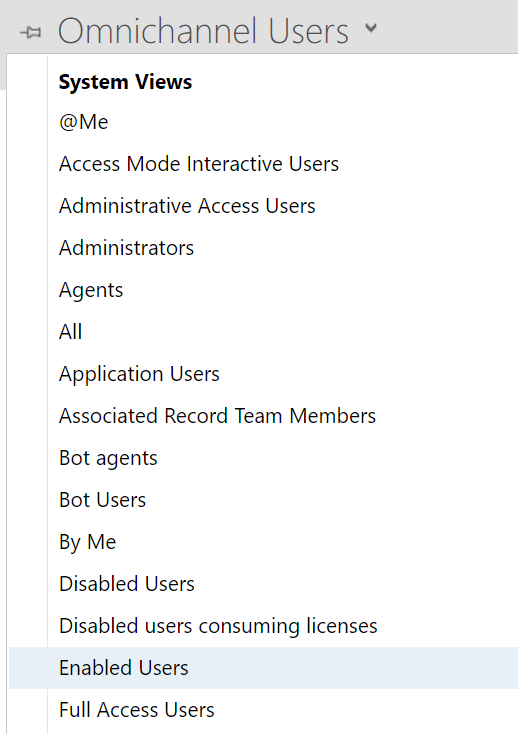 Omnichannel Users
System Views
@Me
Access Mode Interactive Users
Administrative Access Users
Administrators
Agents
All
Application Users
Associated Record Team Members
Bot agents
Bot Users
By Me
Disabled Users
Disabled users consuming licenses
Enabled Users
Full Access Users